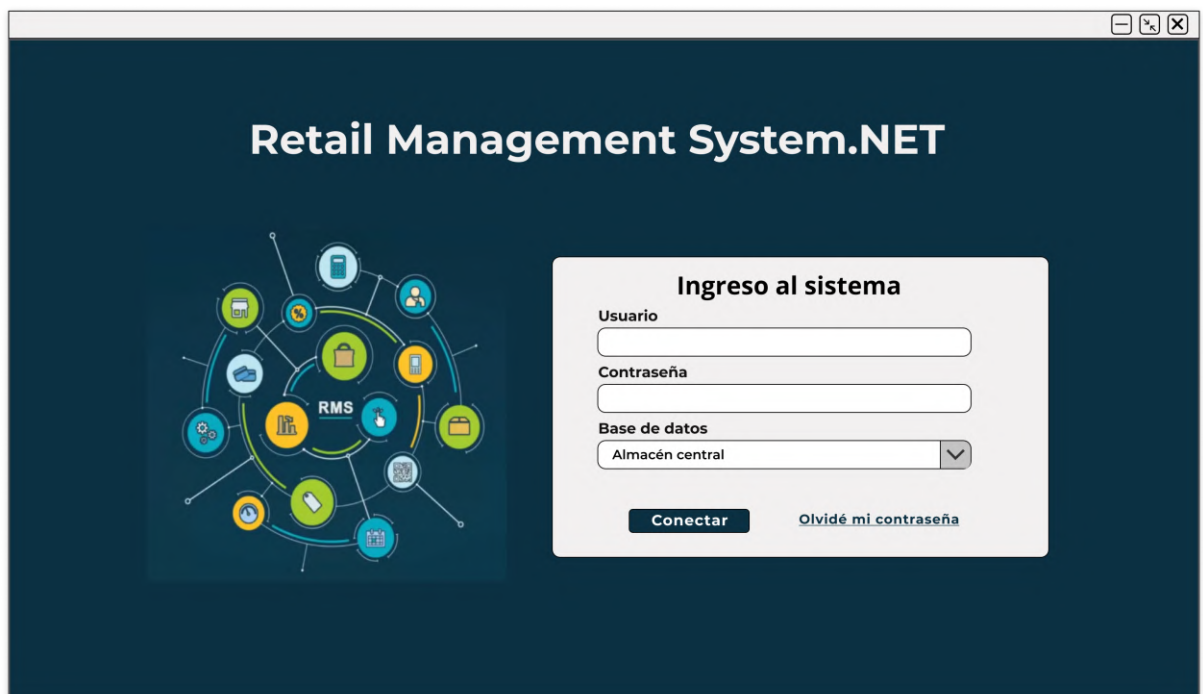 Retail Management System.NET
RMS
Ingreso al sistema
Usuario
Contraseña
Base de datos
Almacén central
Conectar
Olvidé mi contraseña